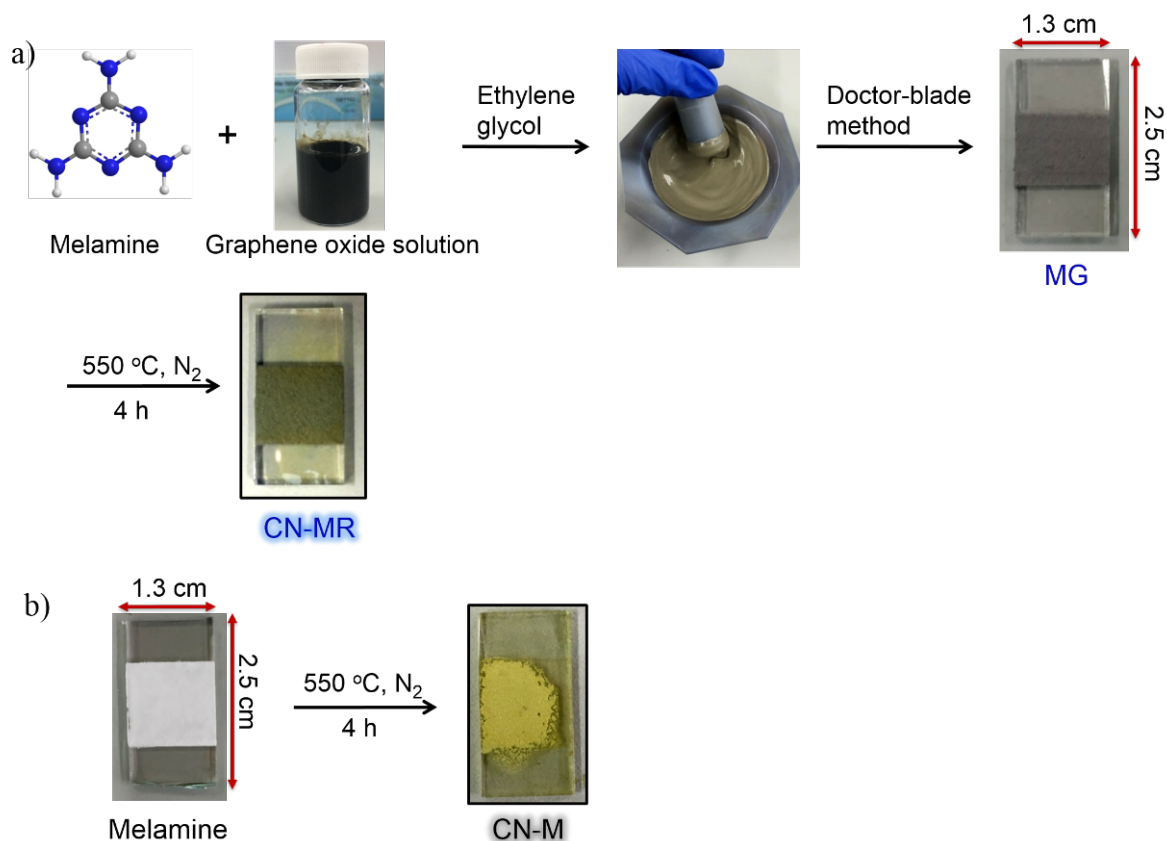 a)
Melamine
+
Graphene oxide solution
Ethylene
glycol
Doctor-blade
method
1.3 cm
2.5 cm
MG
550 °C, N₂
4 h
CN-MR
b)
1.3 cm
2.5 cm
Melamine
550 °C, N₂
4 h
CN-M